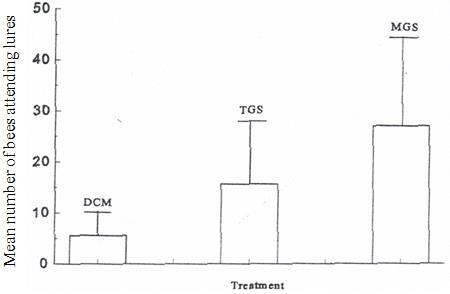 Mean number of bees attending lures
50
40
30
20
10
0
DCM
TGS
MGS
Treatment